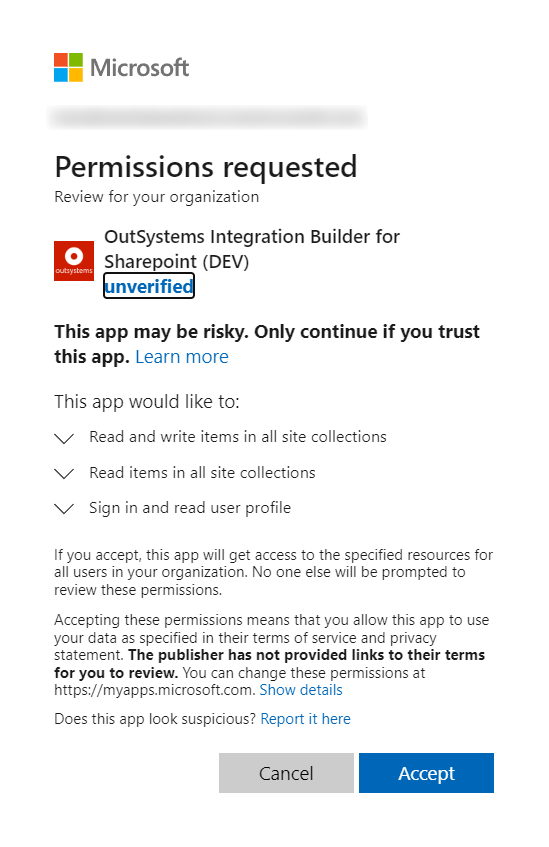 Microsoft
Permissions requested
Review for your organization
OutSystems Integration Builder for
Sharepoint (DEV)
unverified
outsystems
This app may be risky. Only continue if you trust
this app. Learn more
This app would like to:
Read and write items in all site collections
Read items in all site collections
Sign in and read user profile
If you accept, this app will get access to the specified resources for
all users in your organization. No one else will be prompted to
review these permissions.
Accepting these permissions means that you allow this app to use
your data as specified in their terms of service and privacy
statement. The publisher has not provided links to their terms
for you to review. You can change these permissions at
https://myapps.microsoft.com. Show details
Does this app look suspicious? Report it here
Cancel
Accept